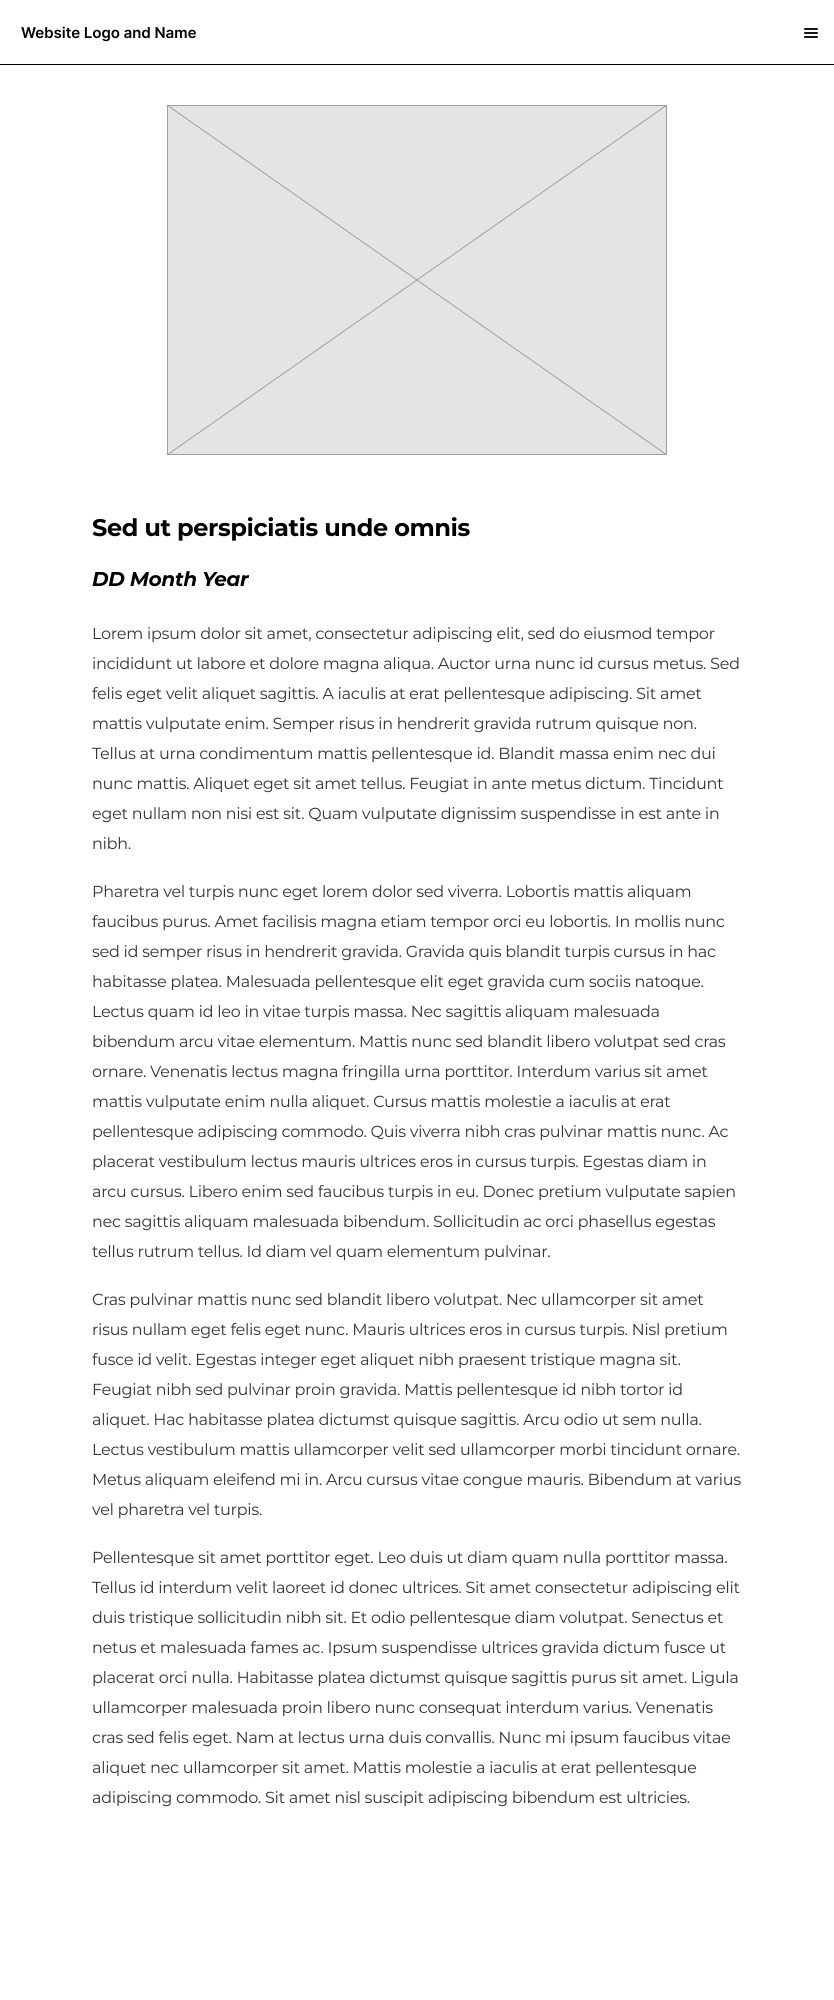 Website Logo and Name
Sed ut perspiciatis unde omnis
DD Month Year
Lorem ipsum dolor sit amet, consectetur adipiscing elit, sed do eiusmod tempor
incididunt ut labore et dolore magna aliqua. Auctor urna nunc id cursus metus. Sed
felis eget velit aliquet sagittis. A iaculis at erat pellentesque adipiscing. Sit amet
mattis vulputate enim. Semper risus in hendrerit gravida rutrum quisque non.
Tellus at urna condimentum mattis pellentesque id. Blandit massa enim nec dui
nunc mattis. Aliquet eget sit amet tellus. Feugiat in ante metus dictum. Tincidunt
eget nullam non nisi est sit. Quam vulputate dignissim suspendisse in est ante in
nibh.
Pharetra vel turpis nunc eget lorem dolor sed viverra. Lobortis mattis aliquam
faucibus purus. Amet facilisis magna etiam tempor orci eu lobortis. In mollis nunc
sed id semper risus in hendrerit gravida. Gravida quis blandit turpis cursus in hac
habitasse platea. Malesuada pellentesque elit eget gravida cum sociis natoque.
Lectus quam id leo in vitae turpis massa. Nec sagittis aliquam malesuada
bibendum arcu vitae elementum. Mattis nunc sed blandit libero volutpat sed cras
ornare. Venenatis lectus magna fringilla urna porttitor. Interdum varius sit amet
mattis vulputate enim nulla aliquet. Cursus mattis molestie a iaculis at erat
pellentesque adipiscing commodo. Quis viverra nibh cras pulvinar mattis nunc. Ac
placerat vestibulum lectus mauris ultrices eros in cursus turpis. Egestas diam in
arcu cursus. Libero enim sed faucibus turpis in eu. Donec pretium vulputate sapien
nec sagittis aliquam malesuada bibendum. Sollicitudin ac orci phasellus egestas
tellus rutrum tellus. Id diam vel quam elementum pulvinar.
Cras pulvinar mattis nunc sed blandit libero volutpat. Nec ullamcorper sit amet
risus nullam eget felis eget nunc. Mauris ultrices eros in cursus turpis. Nisl pretium
fusce id velit. Egestas integer eget aliquet nibh praesent tristique magna sit.
Feugiat nibh sed pulvinar proin gravida. Mattis pellentesque id nibh tortor id
aliquet. Hac habitasse platea dictumst quisque sagittis. Arcu odio ut sem nulla.
Lectus vestibulum mattis ullamcorper velit sed ullamcorper morbi tincidunt ornare.
Metus aliquam eleifend mi in. Arcu cursus vitae congue mauris. Bibendum at varius
vel pharetra vel turpis.
Pellentesque sit amet porttitor eget. Leo duis ut diam quam nulla porttitor massa.
Tellus id interdum velit laoreet id donec ultrices. Sit amet consectetur adipiscing elit
duis tristique sollicitudin nibh sit. Et odio pellentesque diam volutpat. Senectus et
netus et malesuada fames ac. Ipsum suspendisse ultrices gravida dictum fusce ut
placerat orci nulla. Habitasse platea dictumst quisque sagittis purus sit amet. Ligula
ullamcorper malesuada proin libero nunc consequat interdum varius. Venenatis
cras sed felis eget. Nam at lectus urna duis convallis. Nunc mi ipsum faucibus vitae
aliquet nec ullamcorper sit amet. Mattis molestie a iaculis at erat pellentesque
adipiscing commodo. Sit amet nisl suscipit adipiscing bibendum est ultricies.